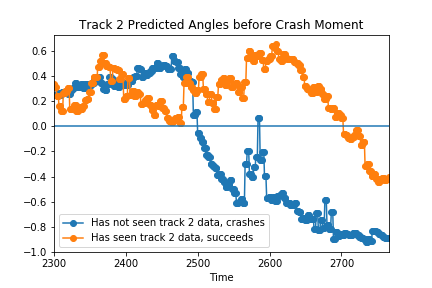 Track 2 Predicted Angles before Crash Moment
0.6
0.4
0.2
0.0
−0.2
−0.4
−0.6
−0.8
−1.0
Has not seen track 2 data, crashes
Has seen track 2 data, succeeds
2300 2400 2500 2600 2700
Time